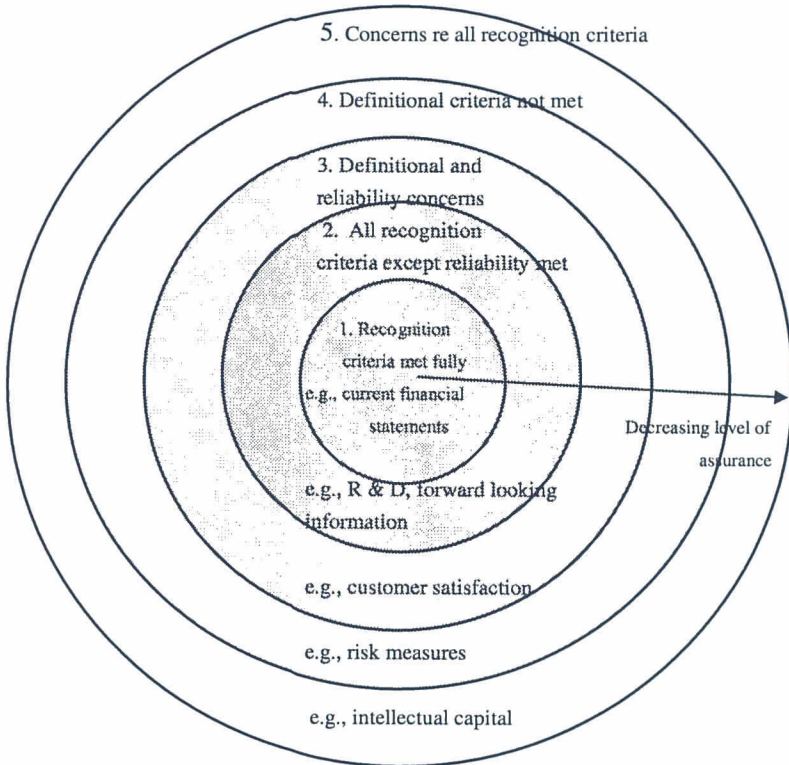 5. Concerns re all recognition criteria
4. Definitional criteria not met
3. Definitional and
reliability concerns
2. All recognition
criteria except reliability met
1. Recognition
criteria met fully
e.g., current financial
statements
Decreasing level of
assurance
e.g., R & D, forward looking
information
e.g., customer satisfaction
e.g., risk measures
e.g., intellectual capital